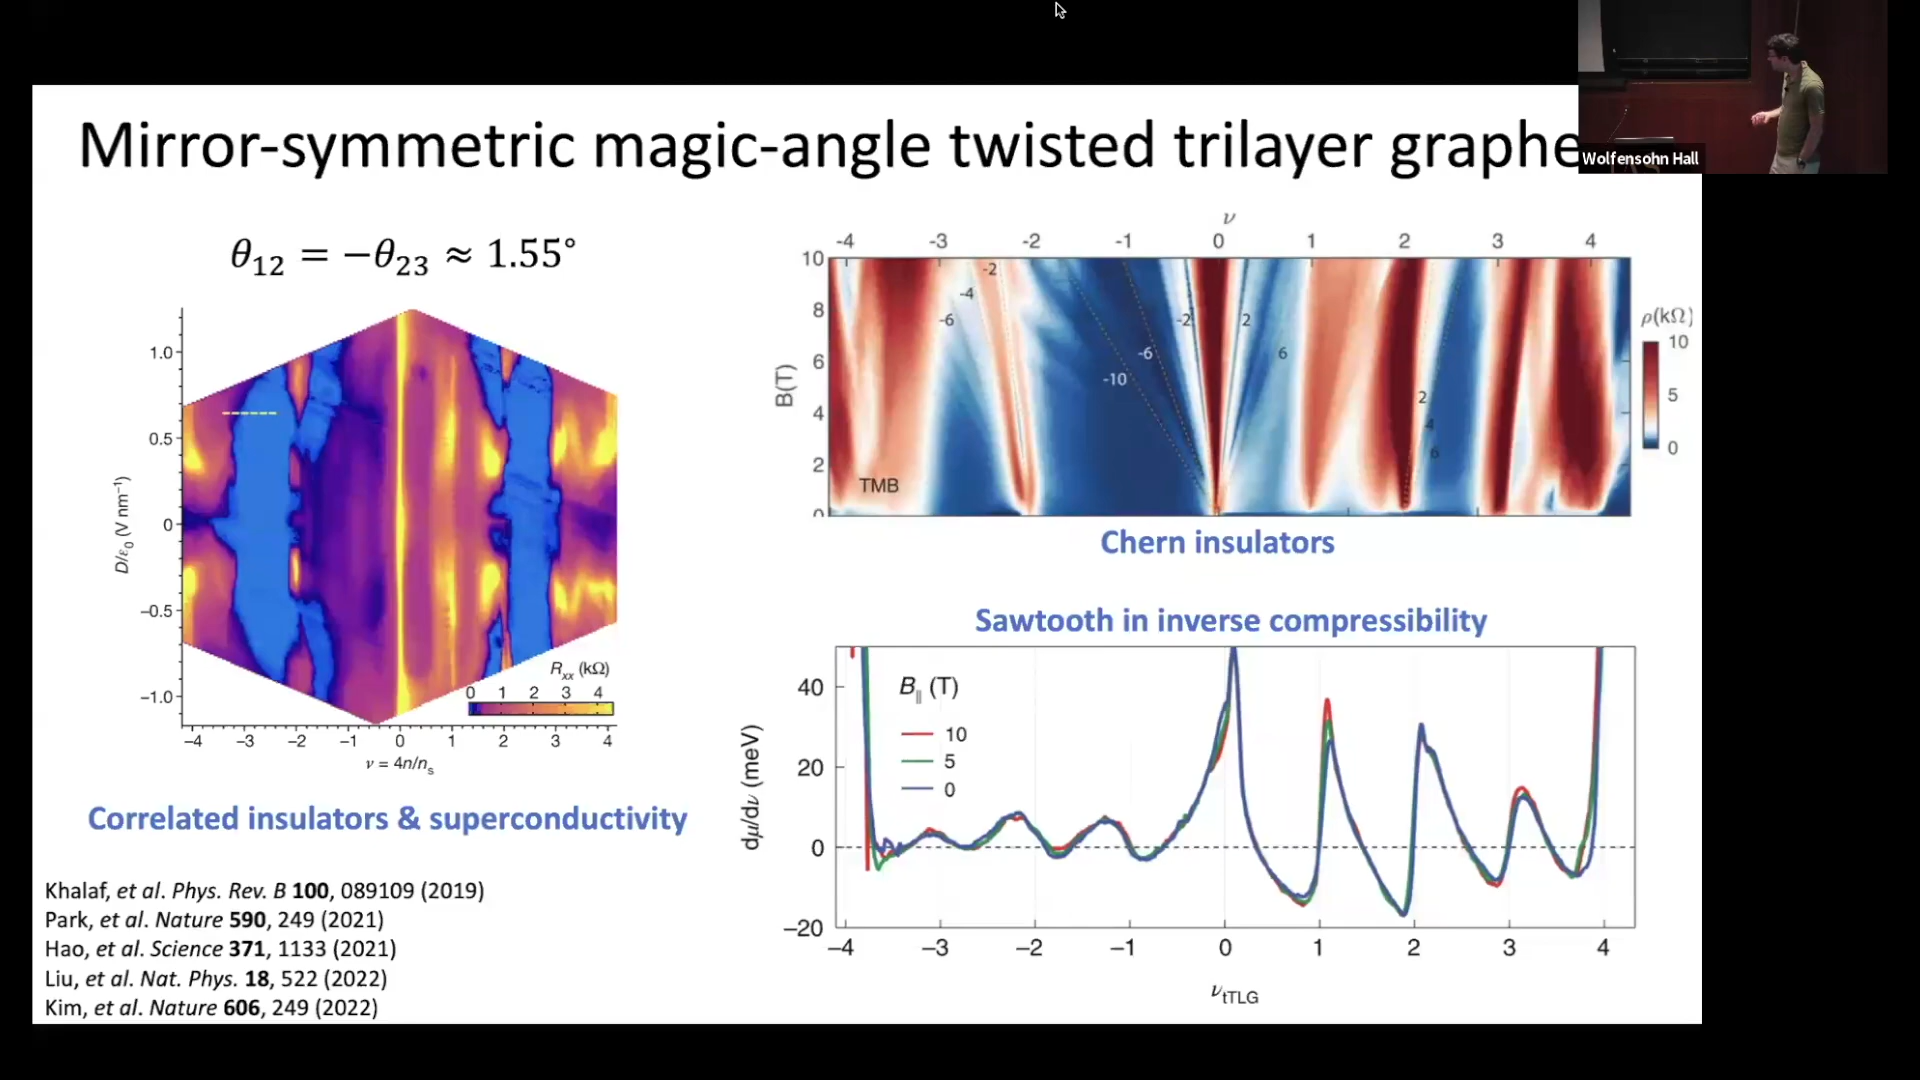 Mirror-symmetric magic-angle twisted trilayer graphe
Wolfensohn Hall
θ₁₂ = −θ₂₃ ≈ 1.55°
1.0
0.5
0
−0.5
−1.0
D/ε₀ (V nm⁻¹)
Rₓₓ (kΩ)
0 1 2 3 4
−4 −3 −2 −1 0 1 2 3 4
ν = 4n/nₛ
Correlated insulators & superconductivity
Khalaf, et al. Phys. Rev. B 100, 089109 (2019)
Park, et al. Nature 590, 249 (2021)
Hao, et al. Science 371, 1133 (2021)
Liu, et al. Nat. Phys. 18, 522 (2022)
Kim, et al. Nature 606, 249 (2022)
ν
-4 -3 -2 -1 0 1 2 3 4
10
8
6
4
2
0
B(T)
-2
-4
-6
-2
2
-6
6
-10
2
4
6
TMB
ρ(kΩ)
10
5
0
Chern insulators
Sawtooth in inverse compressibility
B∥ (T)
10
5
0
40
20
0
−20
dμ/dν (meV)
−4 −3 −2 −1 0 1 2 3 4
ν tTLG